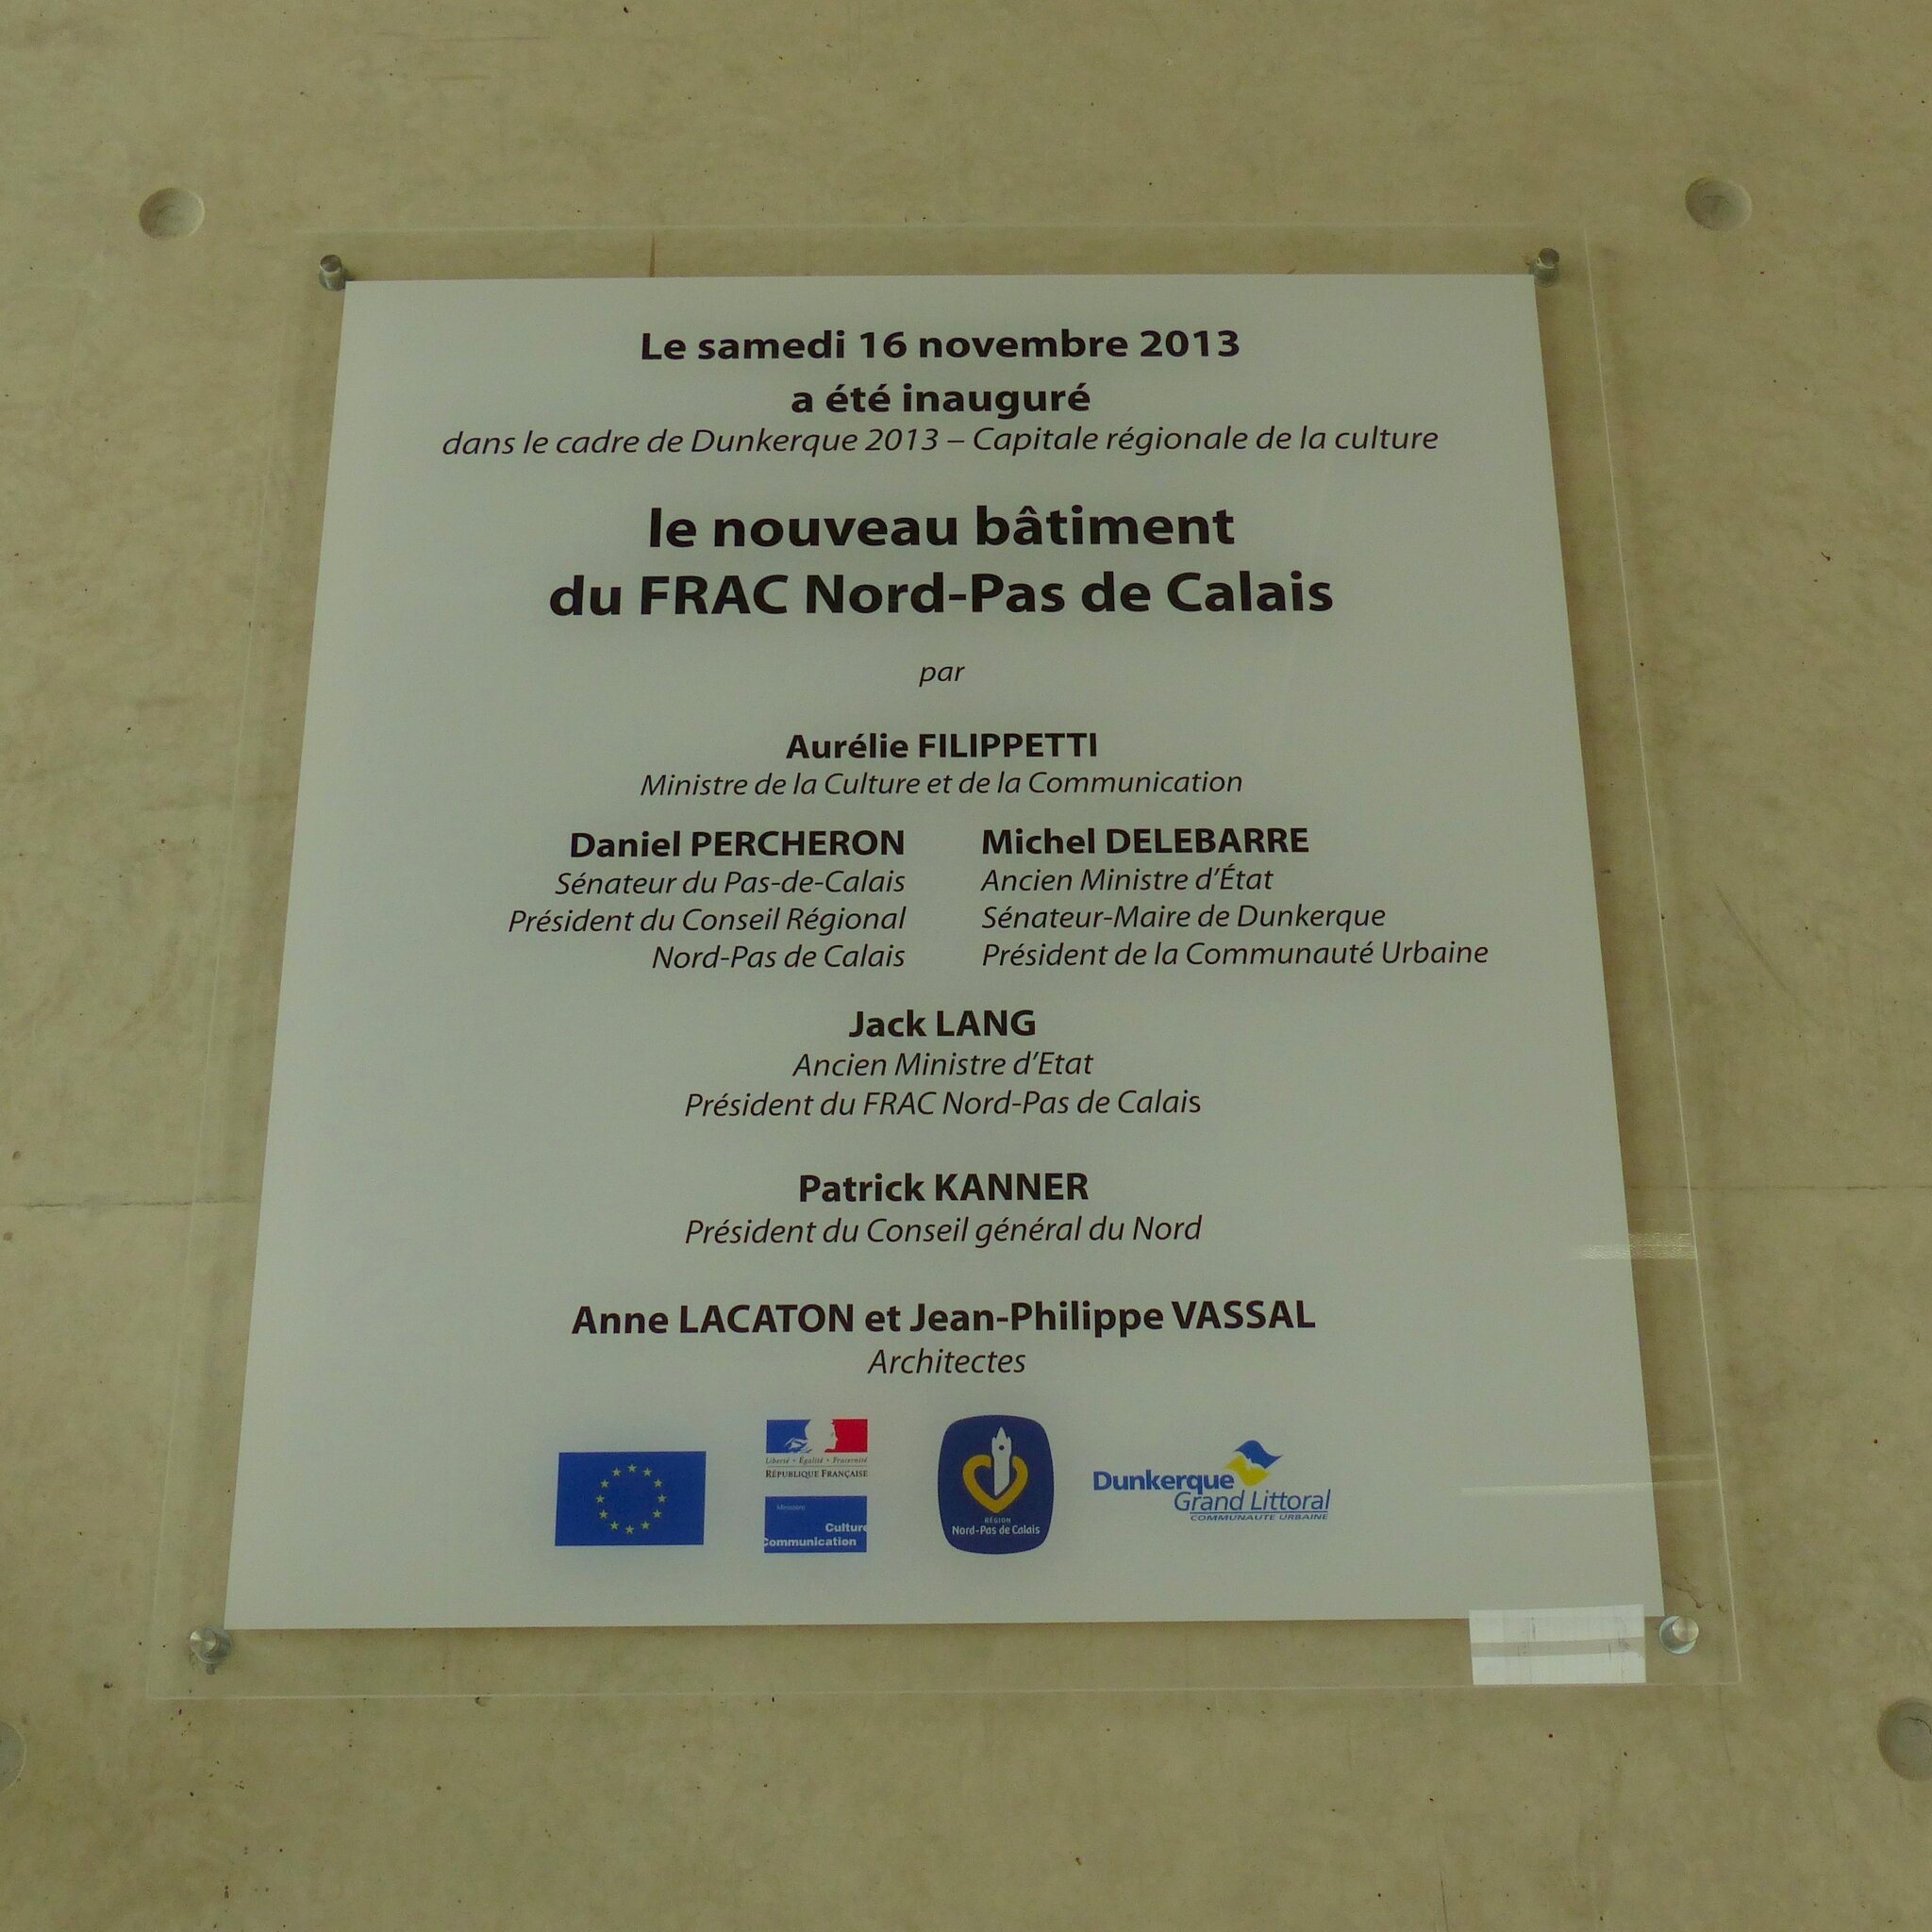 Le samedi 16 novembre 2013
a été inauguré
dans le cadre de Dunkerque 2013 – Capitale régionale de la culture
le nouveau bâtiment
du FRAC Nord-Pas de Calais
par
Aurélie FILIPPETTI
Ministre de la Culture et de la Communication
Daniel PERCHERON
Sénateur du Pas-de-Calais
Président du Conseil Régional
Nord-Pas de Calais
Michel DELEBARRE
Ancien Ministre d'État
Sénateur-Maire de Dunkerque
Président de la Communauté Urbaine
Jack LANG
Ancien Ministre d'Etat
Président du FRAC Nord-Pas de Calais
Patrick KANNER
Président du Conseil général du Nord
Anne LACATON et Jean-Philippe VASSAL
Architectes
Liberté • Égalité • Fraternité
RÉPUBLIQUE FRANÇAISE
Ministère
Culture
Communication
RÉGION
Nord-Pas de Calais
Dunkerque
Grand Littoral
COMMUNAUTE URBAINE